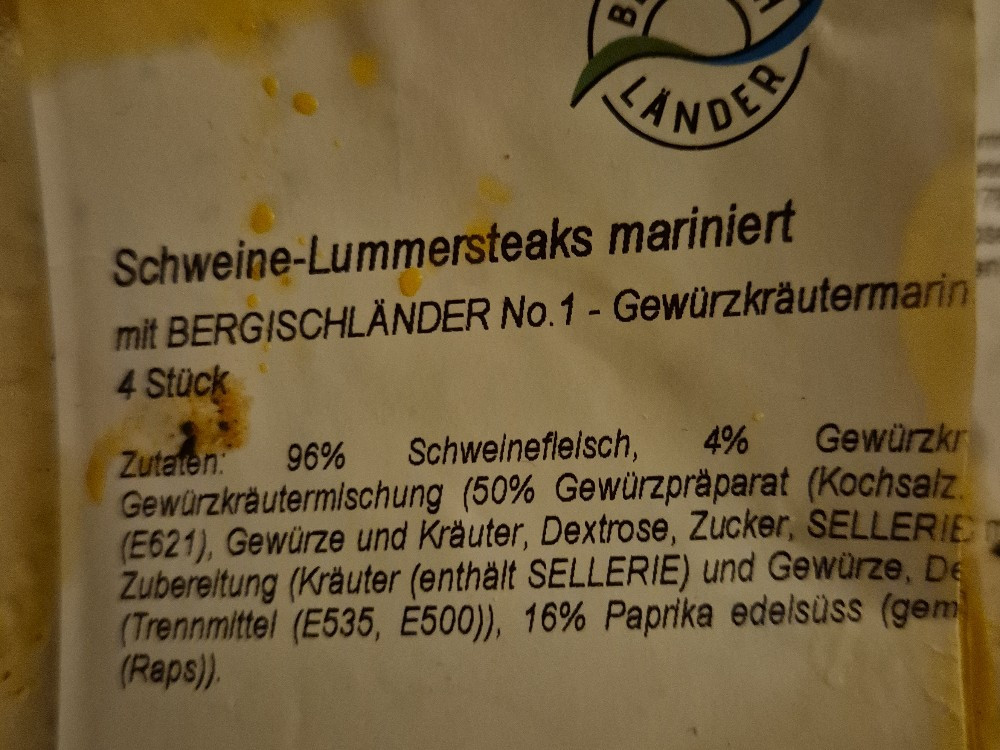 LÄNDER
Schweine-Lummersteaks mariniert
mit BERGISCHLÄNDER No.1 - Gewürzkräutermarin
4 Stück
Zutaten: 96% Schweinefleisch, 4% Gewürzkr
Gewürzkräutermischung (50% Gewürzpräparat (Kochsalz,
(E621), Gewürze und Kräuter, Dextrose, Zucker, SELLERIE
Zubereitung (Kräuter (enthält SELLERIE) und Gewürze, De
(Trennmittel (E535, E500)), 16% Paprika edelsüss (gem
(Raps)).